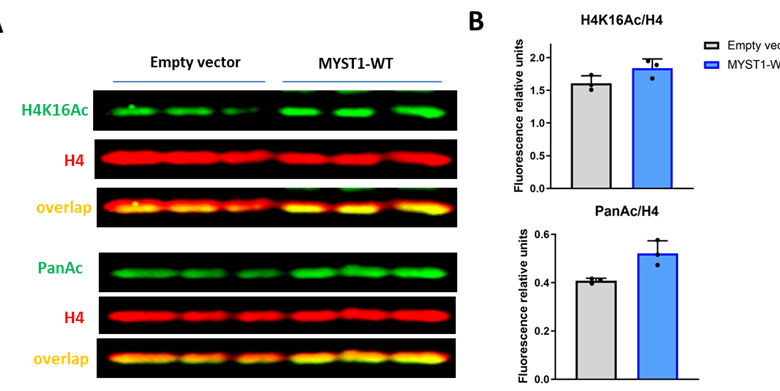 A
Empty vector
MYST1-WT
H4K16Ac
H4
overlap
PanAc
H4
overlap
B
H4K16Ac/H4
Fluorescence relative units
2.0
1.5
1.0
0.5
0.0
Empty vec
MYST1-W
PanAc/H4
Fluorescence relative units
0.6
0.4
0.2
0.0